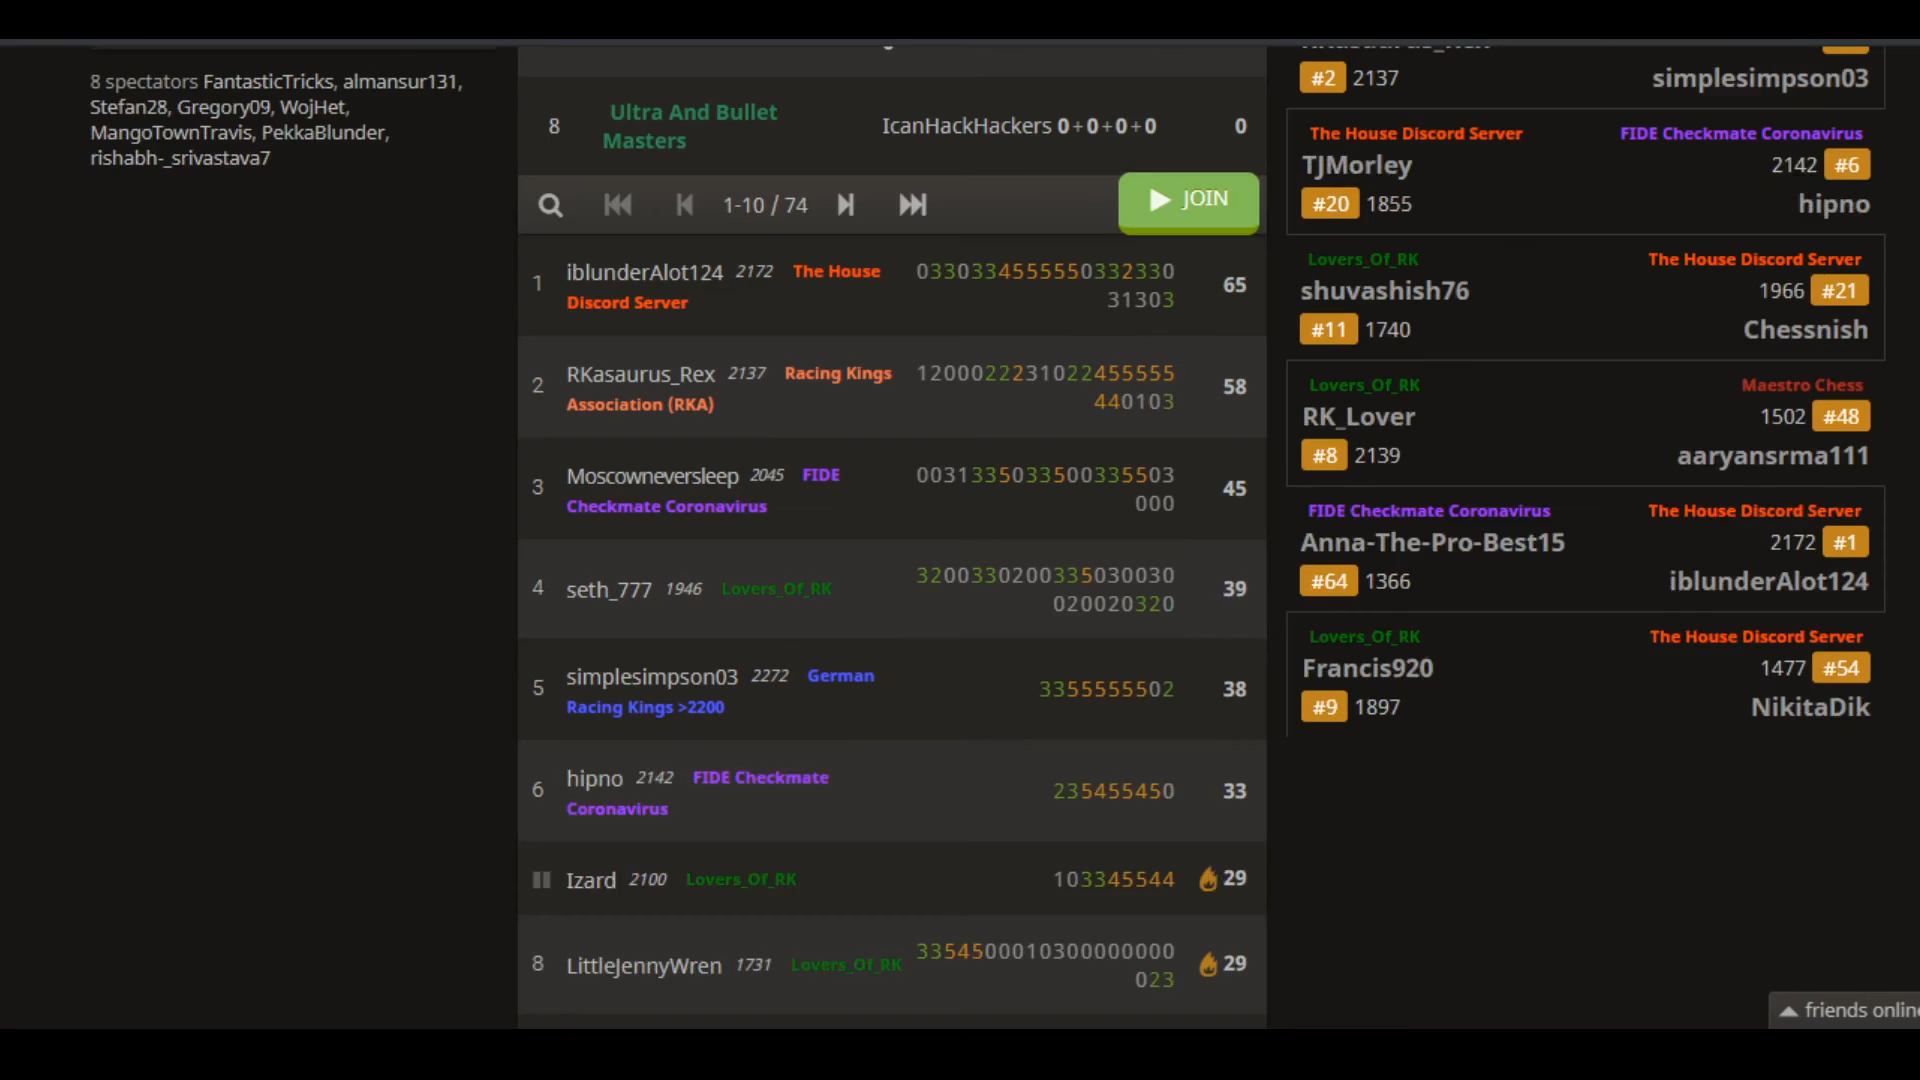 8 spectators FantasticTricks, almansur131,
Stefan28, Gregory09, WojHet,
MangoTownTravis, PekkaBlunder,
rishabh-_srivastava7
8 Ultra And Bullet IcanHackHackers 0+0+0+0 0
Masters
1-10 / 74 JOIN
1 iblunderAlot124 2172 The House 0330334555550332330 65
Discord Server 31303
2 RKasaurus_Rex 2137 Racing Kings 1200022231022455555 58
Association (RKA) 440103
3 Moscowneversleep 2045 FIDE 0031335033500335503 45
Checkmate Coronavirus 000
4 seth_777 1946 Lovers_Of_RK 3200330200335030030 39
020020320
5 simplesimpson03 2272 German 3355555502 38
Racing Kings >2200
6 hipno 2142 FIDE Checkmate 235455450 33
Coronavirus
Izard 2100 Lovers_Of_RK 103345544 29
8 LittleJennyWren 1731 Lovers_Of_RK 3354500010300000000 29
023
#2 2137 simplesimpson03
The House Discord Server FIDE Checkmate Coronavirus
TJMorley 2142 #6
#20 1855 hipno
Lovers_Of_RK The House Discord Server
shuvashish76 1966 #21
#11 1740 Chessnish
Lovers_Of_RK Maestro Chess
RK_Lover 1502 #48
#8 2139 aaryansrma111
FIDE Checkmate Coronavirus The House Discord Server
Anna-The-Pro-Best15 2172 #1
#64 1366 iblunderAlot124
Lovers_Of_RK The House Discord Server
Francis920 1477 #54
#9 1897 NikitaDik
friends online